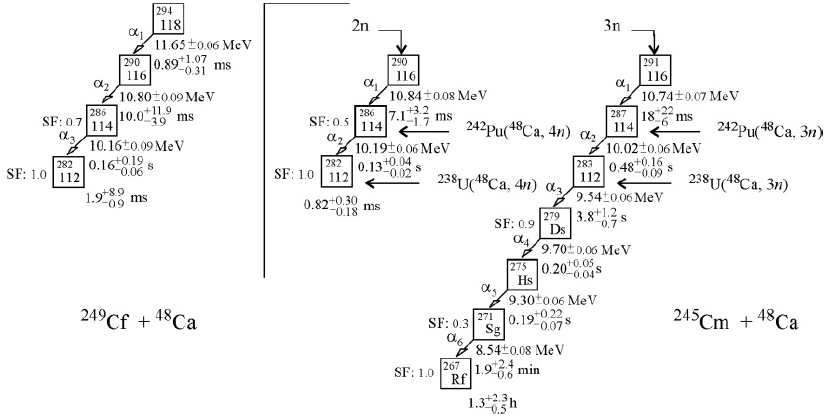 294
118
α1
11.65±0.06 MeV
290
116
0.89+1.07−0.31 ms
α2
10.80±0.09 MeV
SF: 0.7
286
114
10.0+11.9−3.9 ms
α3
10.16±0.09 MeV
SF: 1.0
282
112
0.16+0.19−0.06 s
1.9+8.9−0.9 ms
249Cf + 48Ca
2n
290
116
α1
10.84±0.08 MeV
SF: 0.5
286
114
7.1+3.2−1.7 ms
242Pu(48Ca, 4n)
α2
10.19±0.06 MeV
SF: 1.0
282
112
0.13+0.04−0.02 s
238U(48Ca, 4n)
0.82+0.30−0.18 ms
3n
291
116
α1
10.74±0.07 MeV
287
114
18+22−6 ms
242Pu(48Ca, 3n)
α2
10.02±0.06 MeV
283
112
0.48+0.16−0.09 s
238U(48Ca, 3n)
α3
9.54±0.06 MeV
SF: 0.9
279
Ds
3.8+1.2−0.7 s
α4
9.70±0.06 MeV
275
Hs
0.20+0.05−0.04 s
α5
9.30±0.06 MeV
SF: 0.3
271
Sg
0.19+0.22−0.07 s
α6
8.54±0.08 MeV
SF: 1.0
267
Rf
1.9+2.4−0.6 min
1.3+2.3−0.5 h
245Cm + 48Ca